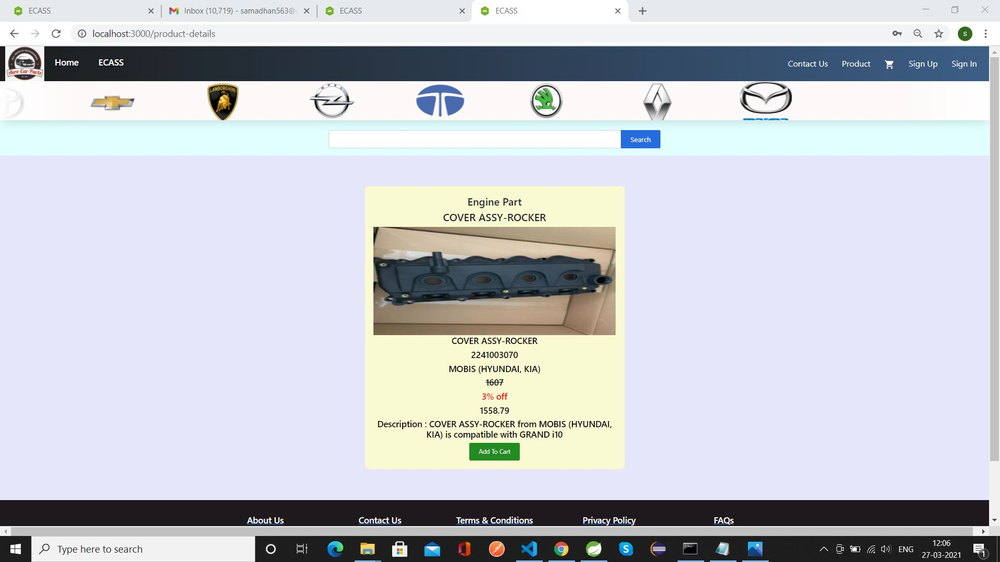 ECASS
Inbox (10,719) - samadhan563@
ECASS
ECASS
localhost:3000/product-details
s
Aero Car Parts
Home
ECASS
Contact Us
Product
Sign Up
Sign In
LAMBORGHINI
OPEL
Search
Engine Part
COVER ASSY-ROCKER
COVER ASSY-ROCKER
2241003070
MOBIS (HYUNDAI, KIA)
1607
3% off
1558.79
Description : COVER ASSY-ROCKER from MOBIS (HYUNDAI,
KIA) is compatible with GRAND i10
Add To Cart
About Us
Contact Us
Terms & Conditions
Privacy Policy
FAQs
Type here to search
ENG
12:06
27-03-2021
1